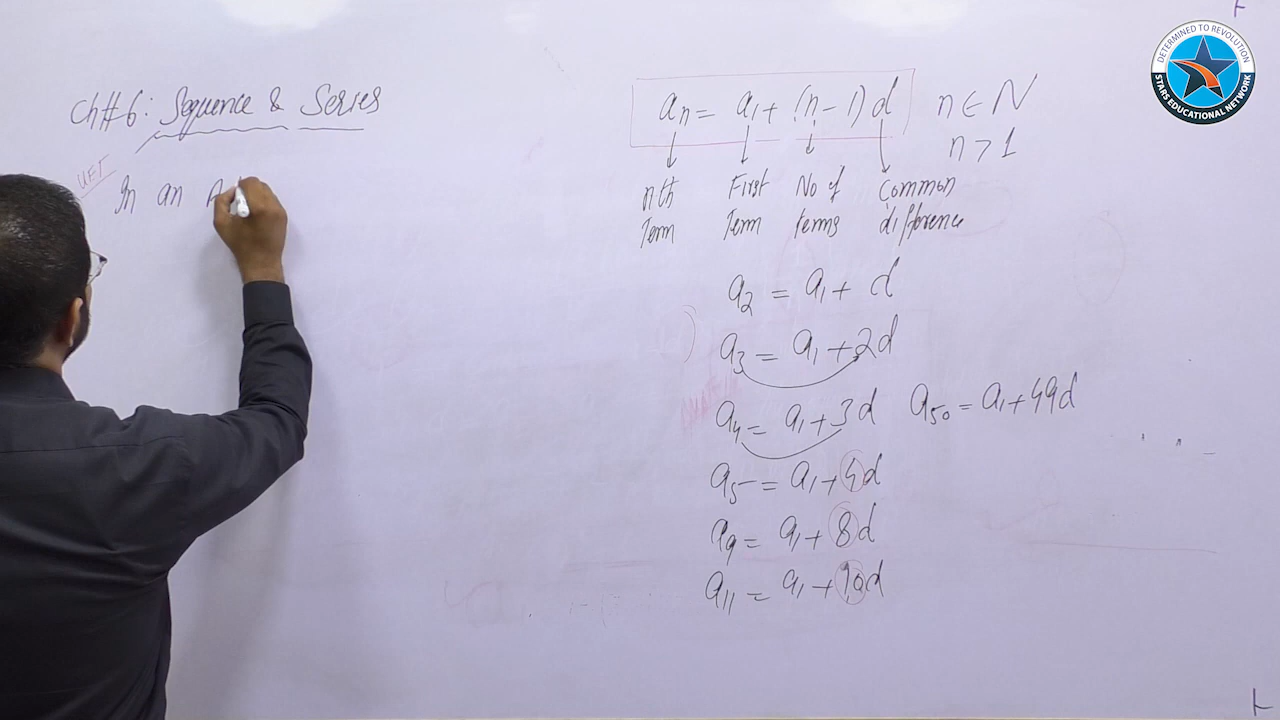 Ch#6: Sequence & Series
UET
In an A
an = a1 + (n-1)d n ∈ N
n > 1
nth Term
First Term
No of terms
Common difference
a2 = a1 + d
a3 = a1 + 2d
a4 = a1 + 3d
a50 = a1 + 49d
a5 = a1 + 4d
a9 = a1 + 8d
a11 = a1 + 10d
DETERMINED TO REVOLUTION
STARS EDUCATIONAL NETWORK